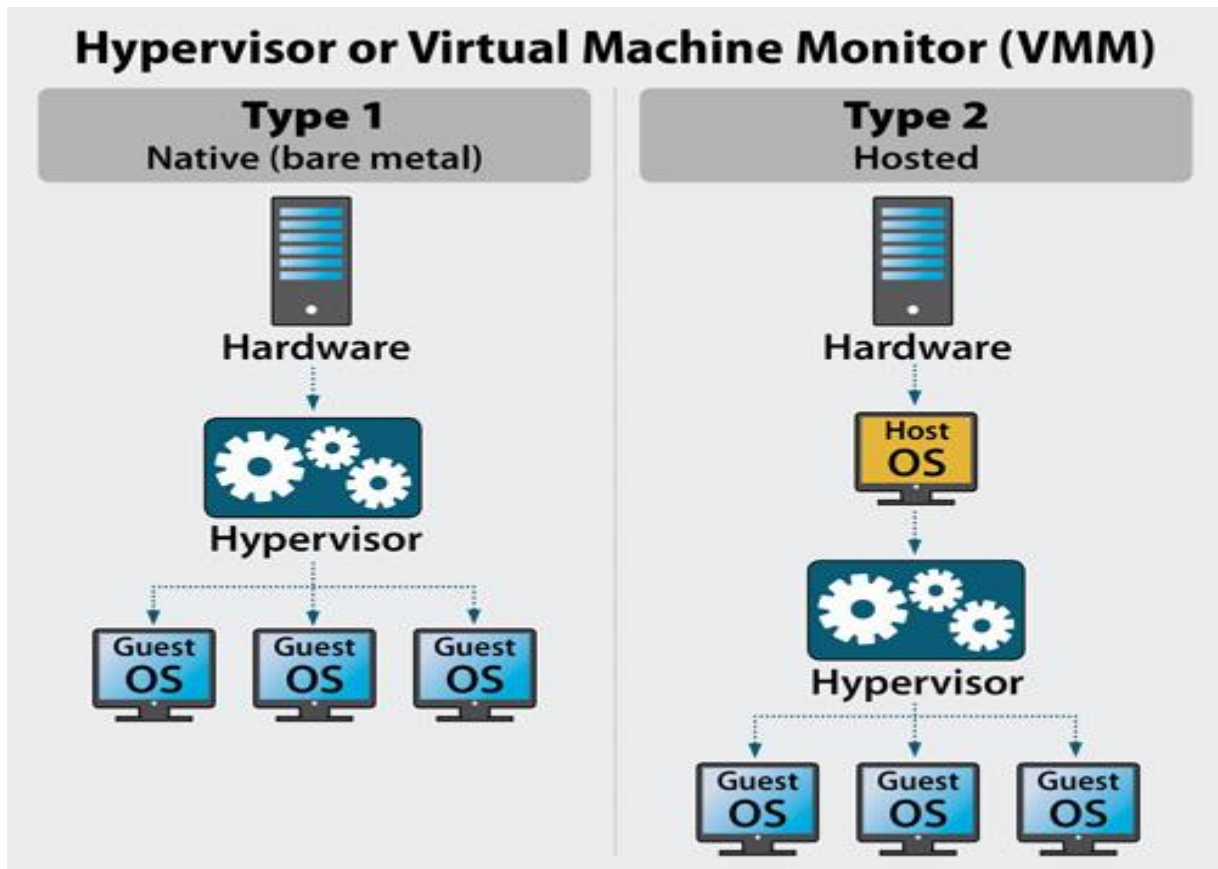 Hypervisor or Virtual Machine Monitor (VMM)
Type 1
Native (bare metal)
Hardware
Hypervisor
Guest
OS
Guest
OS
Guest
OS
Type 2
Hosted
Hardware
Host
OS
Hypervisor
Guest
OS
Guest
OS
Guest
OS